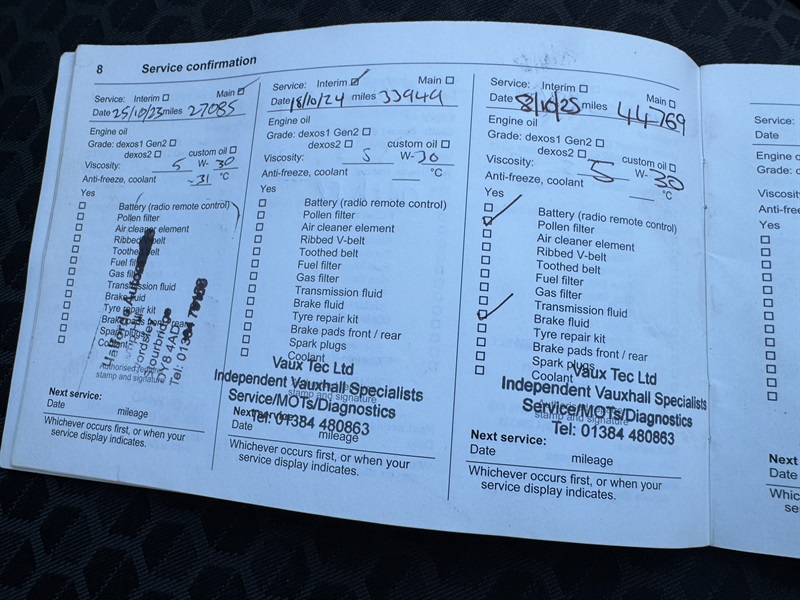 8 Service confirmation
Service: Interim Main
Date 25/10/23 miles 27085
Engine oil
Grade: dexos1 Gen2
dexos2 custom oil
Viscosity: 5 W- 30
Anti-freeze, coolant -31 °C
Yes
Battery (radio remote control)
Pollen filter
Air cleaner element
Ribbed V-belt
Toothed belt
Fuel filter
Gas filter
Transmission fluid
Brake fluid
Tyre repair kit
Brake pads front / rear
Spark plugs
Coolant
Stourbridge
DY8 4AD
Tel: 01384
stamp and signature
Next service:
Date mileage
Whichever occurs first, or when your
service display indicates.
Service: Interim Main
Date 18/10/24 miles 33949
Engine oil
Grade: dexos1 Gen2
dexos2 custom oil
Viscosity: 5 W- 30
Anti-freeze, coolant °C
Yes
Battery (radio remote control)
Pollen filter
Air cleaner element
Ribbed V-belt
Toothed belt
Fuel filter
Gas filter
Transmission fluid
Brake fluid
Tyre repair kit
Brake pads front / rear
Spark plugs
Coolant
Vaux Tec Ltd
Independent Vauxhall Specialists
stamp and signature
Service/MOTs/Diagnostics
Next service:
Tel: 01384 480863
Date mileage
Whichever occurs first, or when your
service display indicates.
Service: Interim Main
Date 8/10/25 miles 44769
Engine oil
Grade: dexos1 Gen2
dexos2 custom oil
Viscosity: 5 W- 30
Anti-freeze, coolant °C
Yes
Battery (radio remote control)
Pollen filter
Air cleaner element
Ribbed V-belt
Toothed belt
Fuel filter
Gas filter
Transmission fluid
Brake fluid
Tyre repair kit
Brake pads front / rear
Spark plugs
Coolant
Vaux Tec Ltd
Independent Vauxhall Specialists
stamp and signature
Service/MOTs/Diagnostics
Tel: 01384 480863
Next service:
Date mileage
Whichever occurs first, or when your
service display indicates.
Service:
Date
Engine
Grade:
Viscosity
Yes
Next
Date